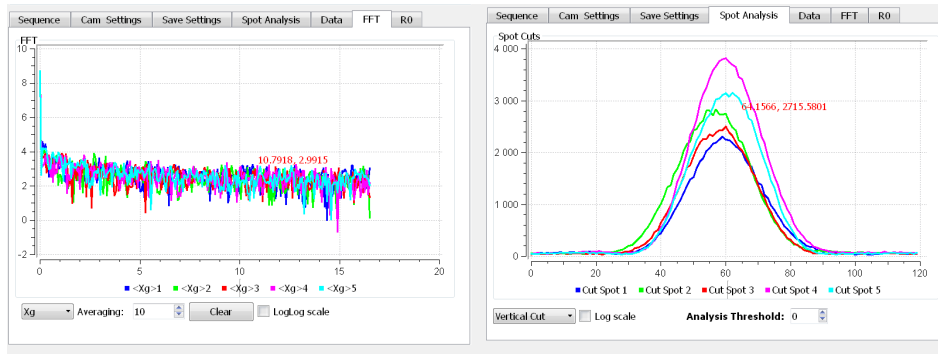 Sequence Cam Settings Save Settings Spot Analysis Data FFT R0
FFT
10
8
6
4
2
0
-2
10,7918, 2,9915
0 5 10 15 20
<Xg>1 <Xg>2 <Xg>3 <Xg>4 <Xg>5
Xg Averaging: 10 Clear LogLog scale
Sequence Cam Settings Save Settings Spot Analysis Data FFT R0
Spot Cuts
4 000
3 000
2 000
1 000
0
64,1566, 2715,5801
0 20 40 60 80 100 120
Cut Spot 1 Cut Spot 2 Cut Spot 3 Cut Spot 4 Cut Spot 5
Vertical Cut Log scale Analysis Threshold: 0